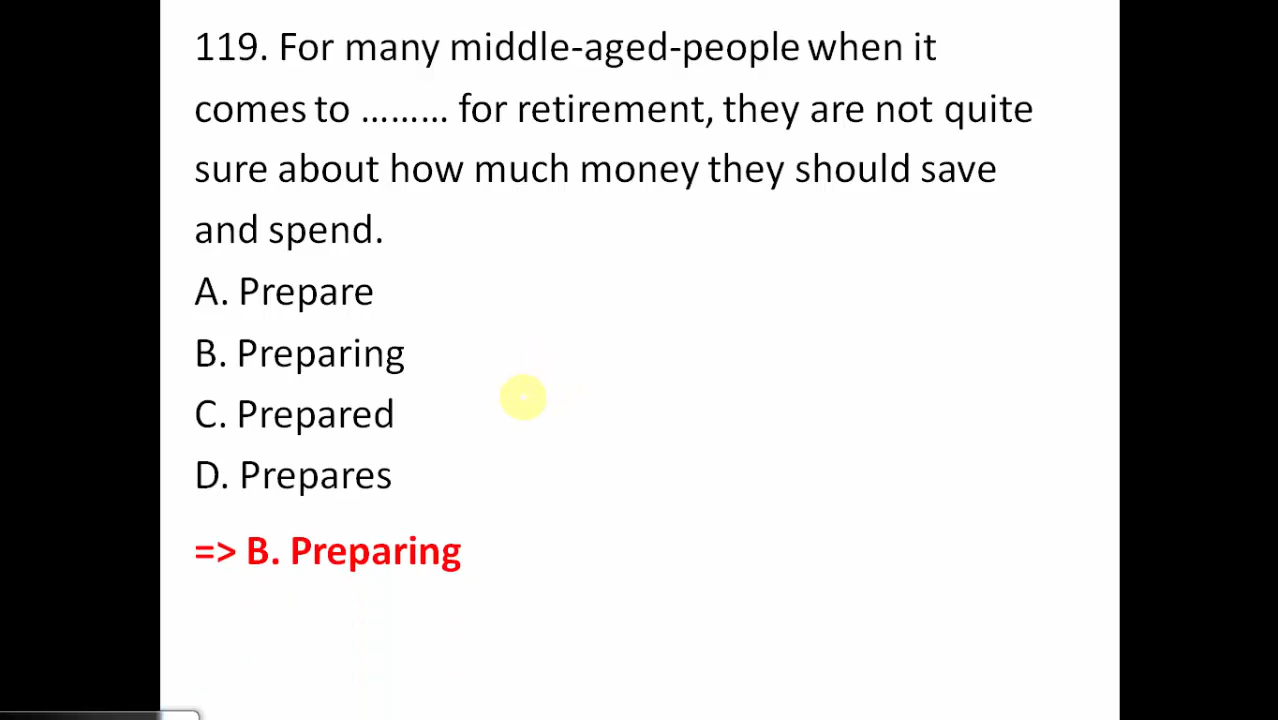 119. For many middle-aged-people when it
comes to ……… for retirement, they are not quite
sure about how much money they should save
and spend.
A. Prepare
B. Preparing
C. Prepared
D. Prepares
=> B. Preparing